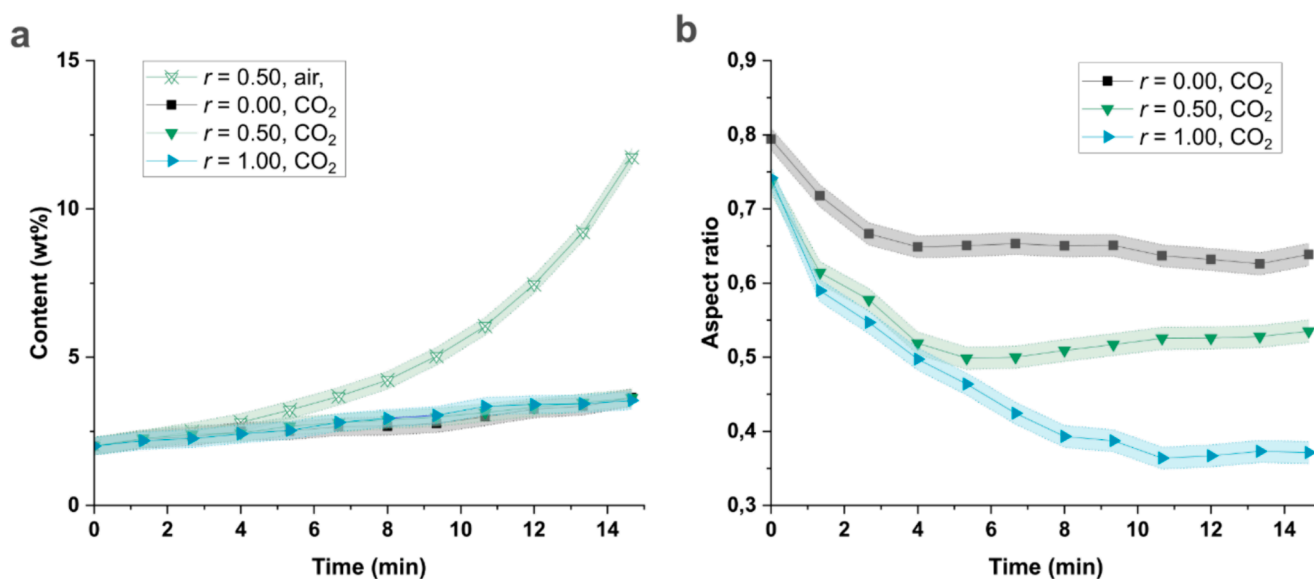 a
15
10
5
0
Content (wt%)
r = 0.50, air,
r = 0.00, CO₂
r = 0.50, CO₂
r = 1.00, CO₂
0 2 4 6 8 10 12 14
Time (min)
b
0,9
0,8
0,7
0,6
0,5
0,4
0,3
Aspect ratio
r = 0.00, CO₂
r = 0.50, CO₂
r = 1.00, CO₂
0 2 4 6 8 10 12 14
Time (min)